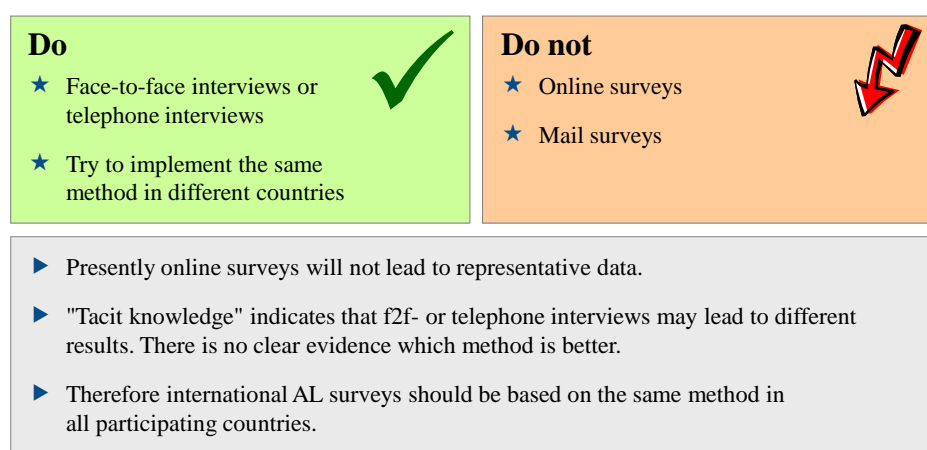 Do
Face-to-face interviews or
telephone interviews
Try to implement the same
method in different countries
Do not
Online surveys
Mail surveys
Presently online surveys will not lead to representative data.
"Tacit knowledge" indicates that f2f- or telephone interviews may lead to different
results. There is no clear evidence which method is better.
Therefore international AL surveys should be based on the same method in
all participating countries.